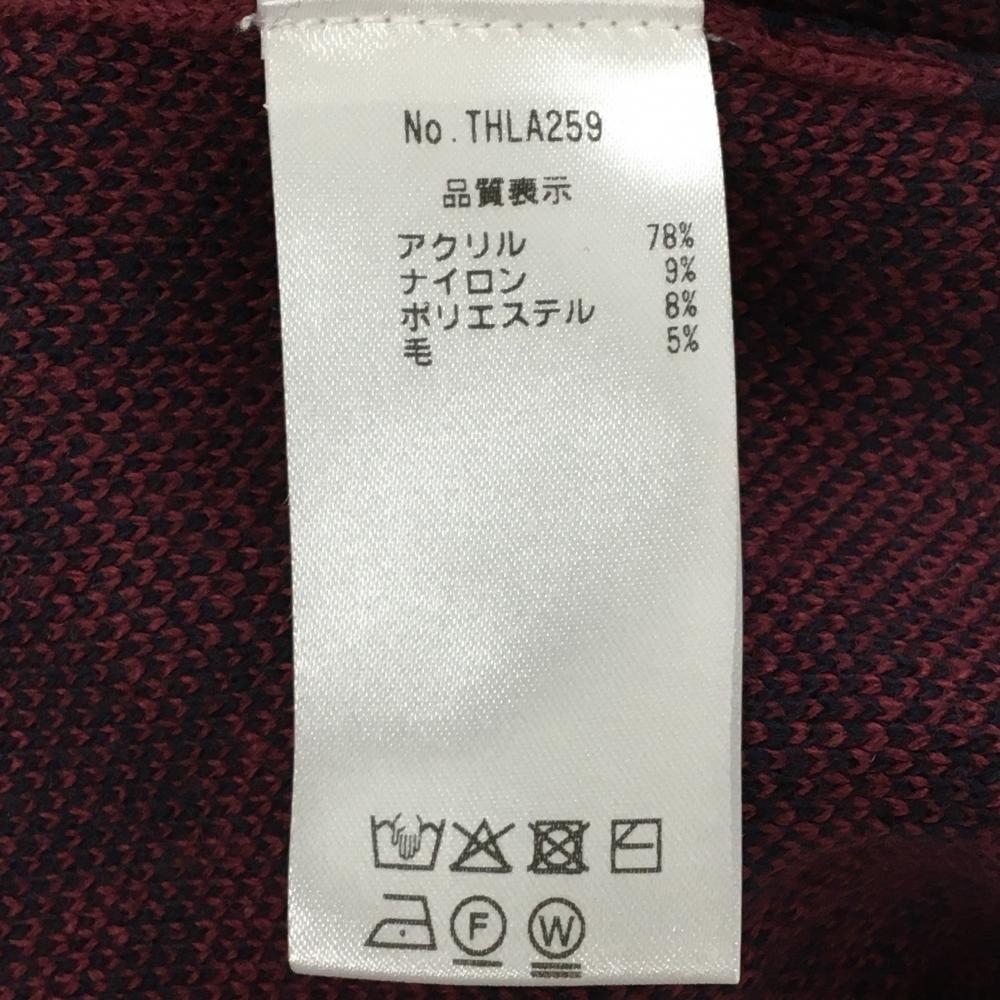 No.THLA259
品質表示
アクリル 78%
ナイロン 9%
ポリエステル 8%
毛 5%
F W